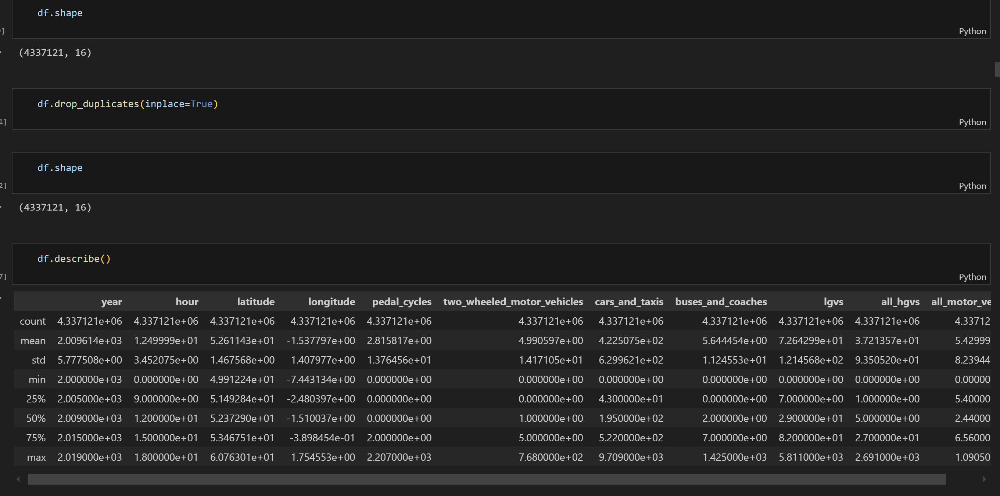 df.shape
9]
Python
(4337121, 16)
df.drop_duplicates(inplace=True)
1]
Python
df.shape
2]
Python
(4337121, 16)
df.describe()
7]
Python
year hour latitude longitude pedal_cycles two_wheeled_motor_vehicles cars_and_taxis buses_and_coaches lgvs all_hgvs all_motor_ve
count 4.337121e+06 4.337121e+06 4.337121e+06 4.337121e+06 4.337121e+06 4.337121e+06 4.337121e+06 4.337121e+06 4.337121e+06 4.337121e+06 4.33712
mean 2.009614e+03 1.249999e+01 5.261143e+01 -1.537797e+00 2.815817e+00 4.990597e+00 4.225075e+02 5.644454e+00 7.264299e+01 3.721357e+01 5.42999
std 5.777508e+00 3.452075e+00 1.467568e+00 1.407977e+00 1.376456e+01 1.417105e+01 6.299621e+02 1.124553e+01 1.214568e+02 9.350520e+01 8.23944
min 2.000000e+03 0.000000e+00 4.991224e+01 -7.443134e+00 0.000000e+00 0.000000e+00 0.000000e+00 0.000000e+00 0.000000e+00 0.000000e+00 0.00000
25% 2.005000e+03 9.000000e+00 5.149284e+01 -2.480397e+00 0.000000e+00 0.000000e+00 4.300000e+01 0.000000e+00 7.000000e+00 1.000000e+00 5.40000
50% 2.009000e+03 1.200000e+01 5.237290e+01 -1.510037e+00 0.000000e+00 1.000000e+00 1.950000e+02 2.000000e+00 2.900000e+01 5.000000e+00 2.44000
75% 2.015000e+03 1.500000e+01 5.346751e+01 -3.898454e-01 2.000000e+00 5.000000e+00 5.220000e+02 7.000000e+00 8.200000e+01 2.700000e+01 6.56000
max 2.019000e+03 1.800000e+01 6.076301e+01 1.754553e+00 2.207000e+03 7.680000e+02 9.709000e+03 1.425000e+03 5.811000e+03 2.691000e+03 1.09050